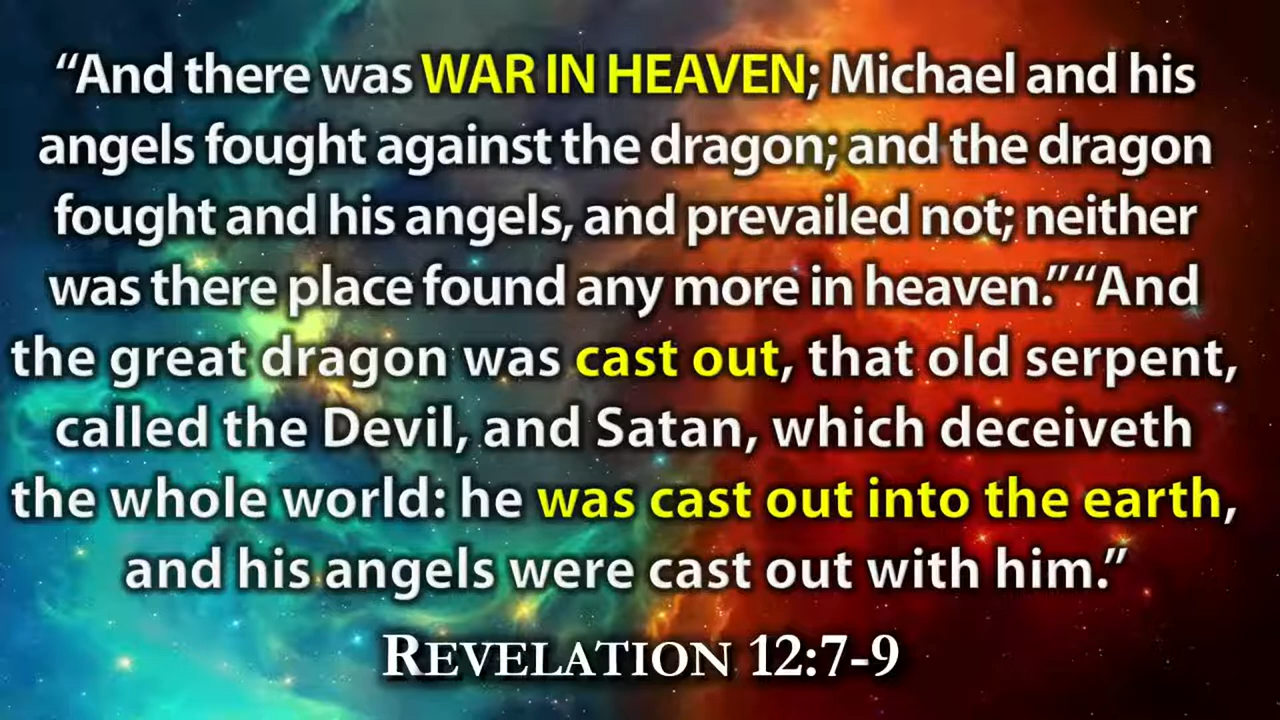 “And there was WAR IN HEAVEN; Michael and his
angels fought against the dragon; and the dragon
fought and his angels, and prevailed not; neither
was there place found any more in heaven.” “And
the great dragon was cast out, that old serpent,
called the Devil, and Satan, which deceiveth
the whole world: he was cast out into the earth,
and his angels were cast out with him.”
REVELATION 12:7-9